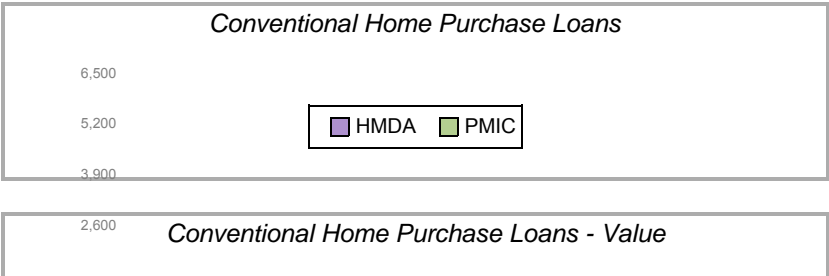 Conventional Home Purchase Loans
6,500
5,200
HMDA PMIC
3,900
2,600
Conventional Home Purchase Loans - Value